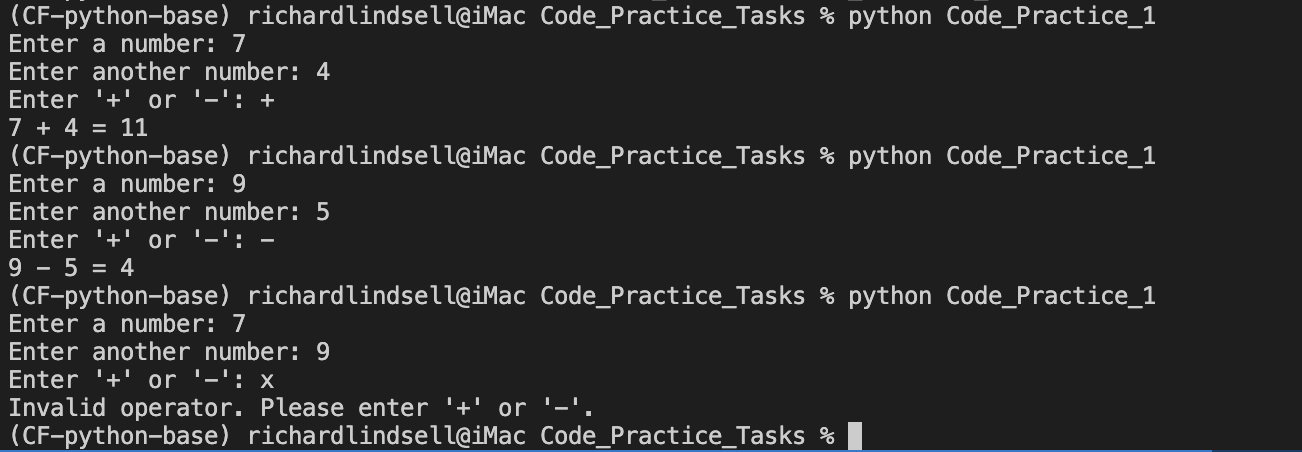 (CF-python-base) richardlindsell@iMac Code_Practice_Tasks % python Code_Practice_1
Enter a number: 7
Enter another number: 4
Enter '+' or '-': +
7 + 4 = 11
(CF-python-base) richardlindsell@iMac Code_Practice_Tasks % python Code_Practice_1
Enter a number: 9
Enter another number: 5
Enter '+' or '-': -
9 - 5 = 4
(CF-python-base) richardlindsell@iMac Code_Practice_Tasks % python Code_Practice_1
Enter a number: 7
Enter another number: 9
Enter '+' or '-': x
Invalid operator. Please enter '+' or '-'.
(CF-python-base) richardlindsell@iMac Code_Practice_Tasks %